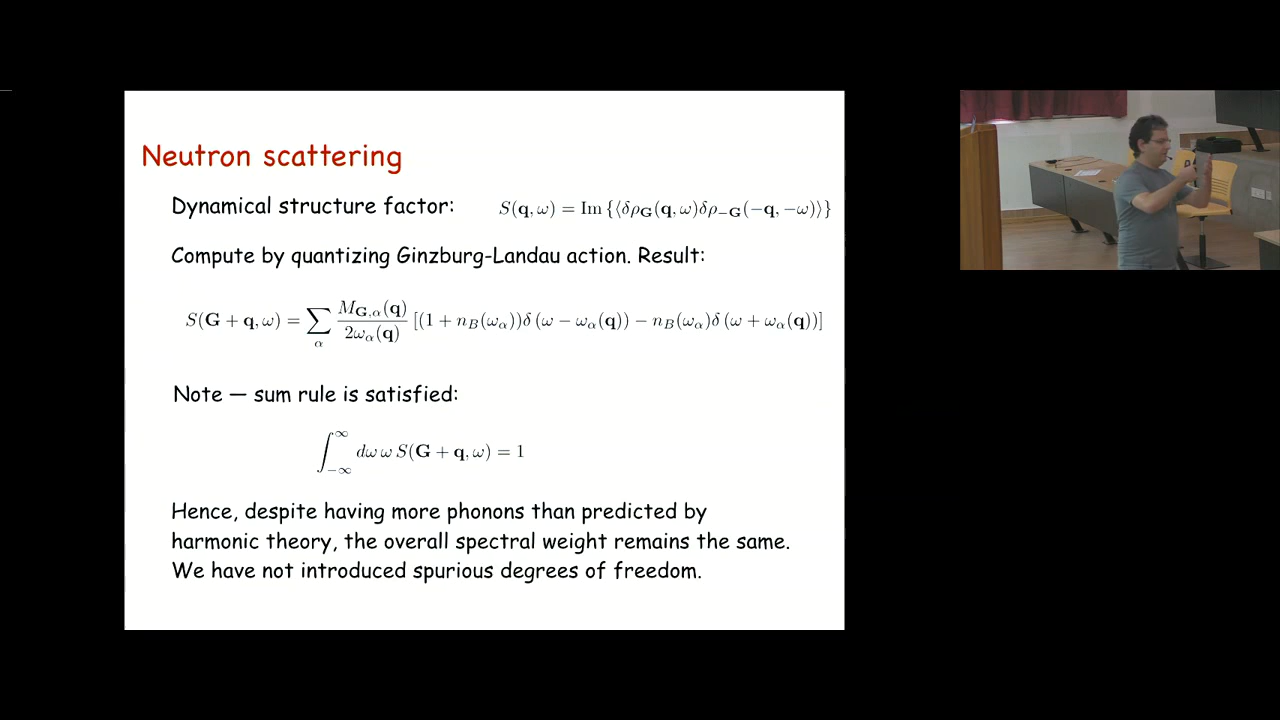 Neutron scattering
Dynamical structure factor: S(𝐪, ω) = Im {⟨δρ_𝐆(𝐪, ω)δρ_−𝐆(−𝐪, −ω)⟩}
Compute by quantizing Ginzburg-Landau action. Result:
S(𝐆 + 𝐪, ω) = ∑_α M_𝐆,α(𝐪) / 2ω_α(𝐪) [(1 + n_B(ω_α))δ (ω − ω_α(𝐪)) − n_B(ω_α)δ (ω + ω_α(𝐪))]
Note — sum rule is satisfied:
∫_−∞^∞ dω ω S(𝐆 + 𝐪, ω) = 1
Hence, despite having more phonons than predicted by
harmonic theory, the overall spectral weight remains the same.
We have not introduced spurious degrees of freedom.